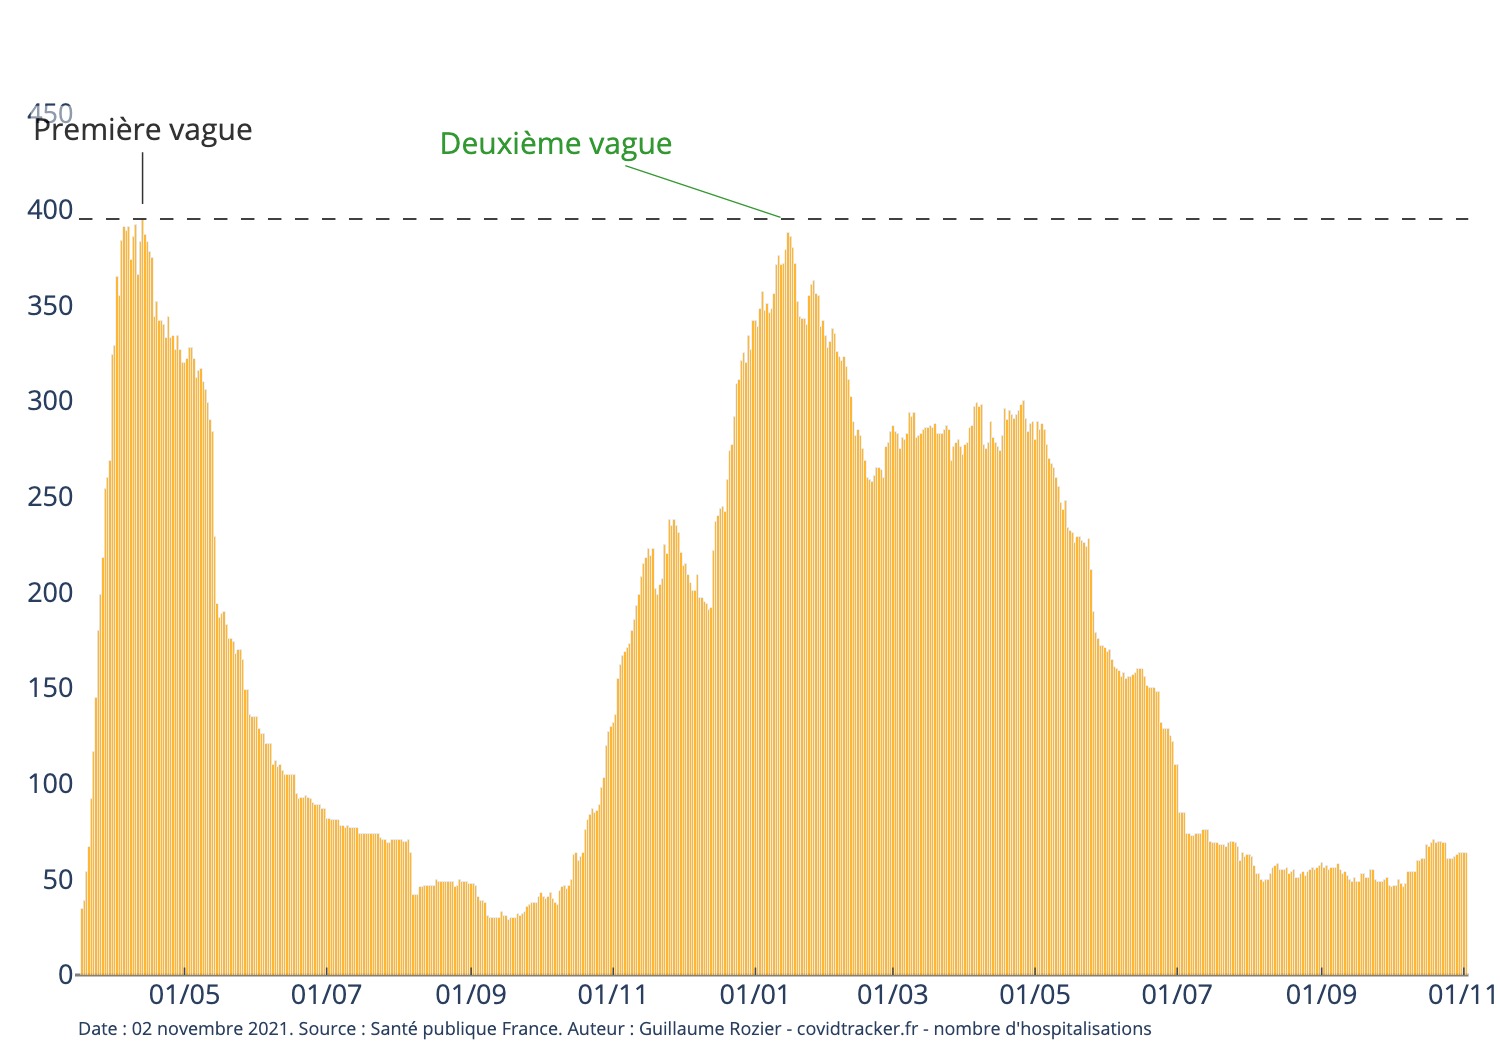 450
Première vague
Deuxième vague
400
350
300
250
200
150
100
50
0
01/05 01/07 01/09 01/11 01/01 01/03 01/05 01/07 01/09 01/11
Date : 02 novembre 2021. Source : Santé publique France. Auteur : Guillaume Rozier - covidtracker.fr - nombre d'hospitalisations